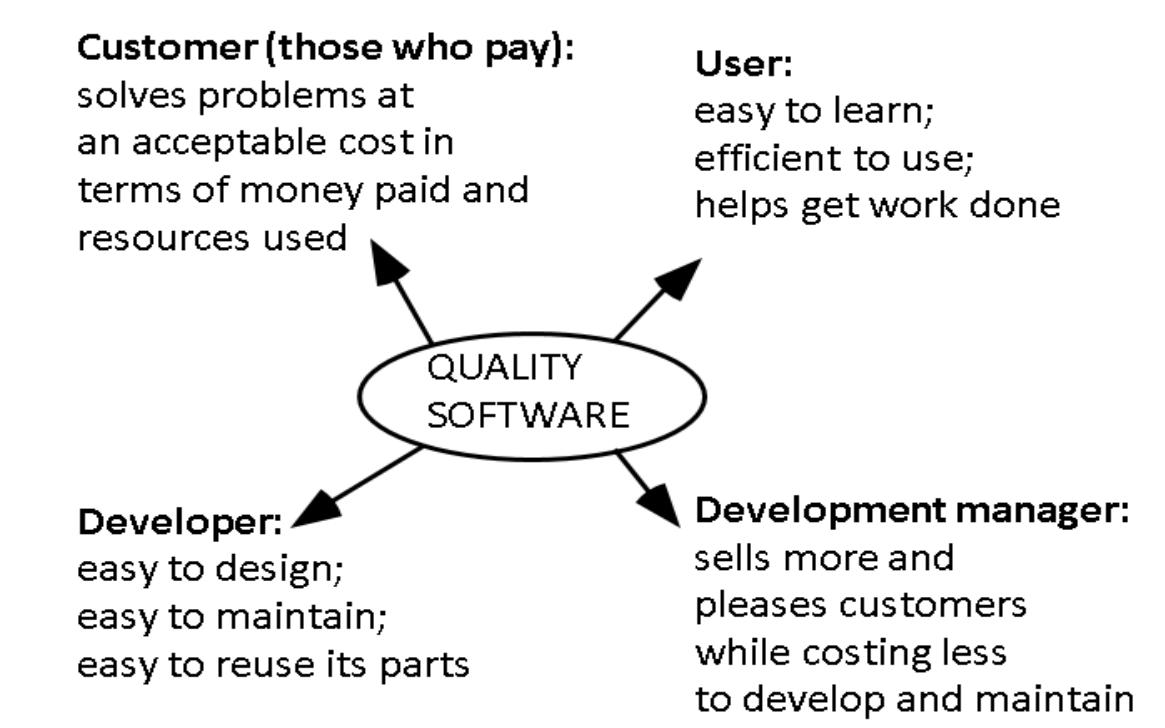 Customer (those who pay):
solves problems at
an acceptable cost in
terms of money paid and
resources used
User:
easy to learn;
efficient to use;
helps get work done
QUALITY
SOFTWARE
Developer:
easy to design;
easy to maintain;
easy to reuse its parts
Development manager:
sells more and
pleases customers
while costing less
to develop and maintain